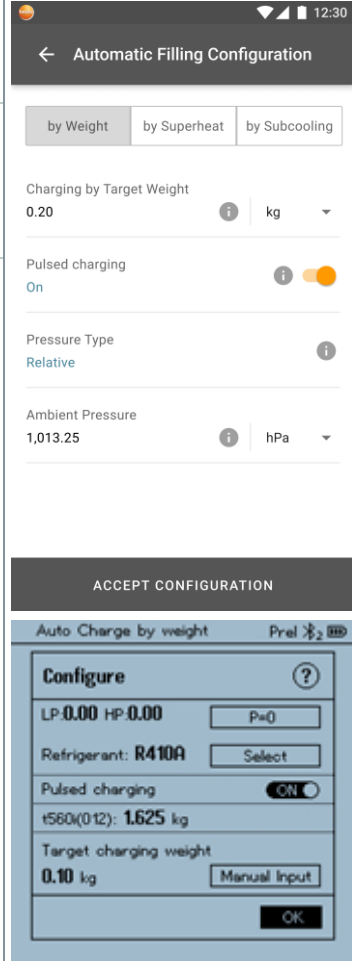 12:30
Automatic Filling Configuration
by Weight by Superheat by Subcooling
Charging by Target Weight
0.20 kg
Pulsed charging
On
Pressure Type
Relative
Ambient Pressure
1,013.25 hPa
ACCEPT CONFIGURATION
Auto Charge by weight Prel 2
Configure ?
LP:0.00 HP:0.00 P=0
Refrigerant: R410A Select
Pulsed charging ON
t560i(012): 1.625 kg
Target charging weight
0.10 kg Manual Input
OK